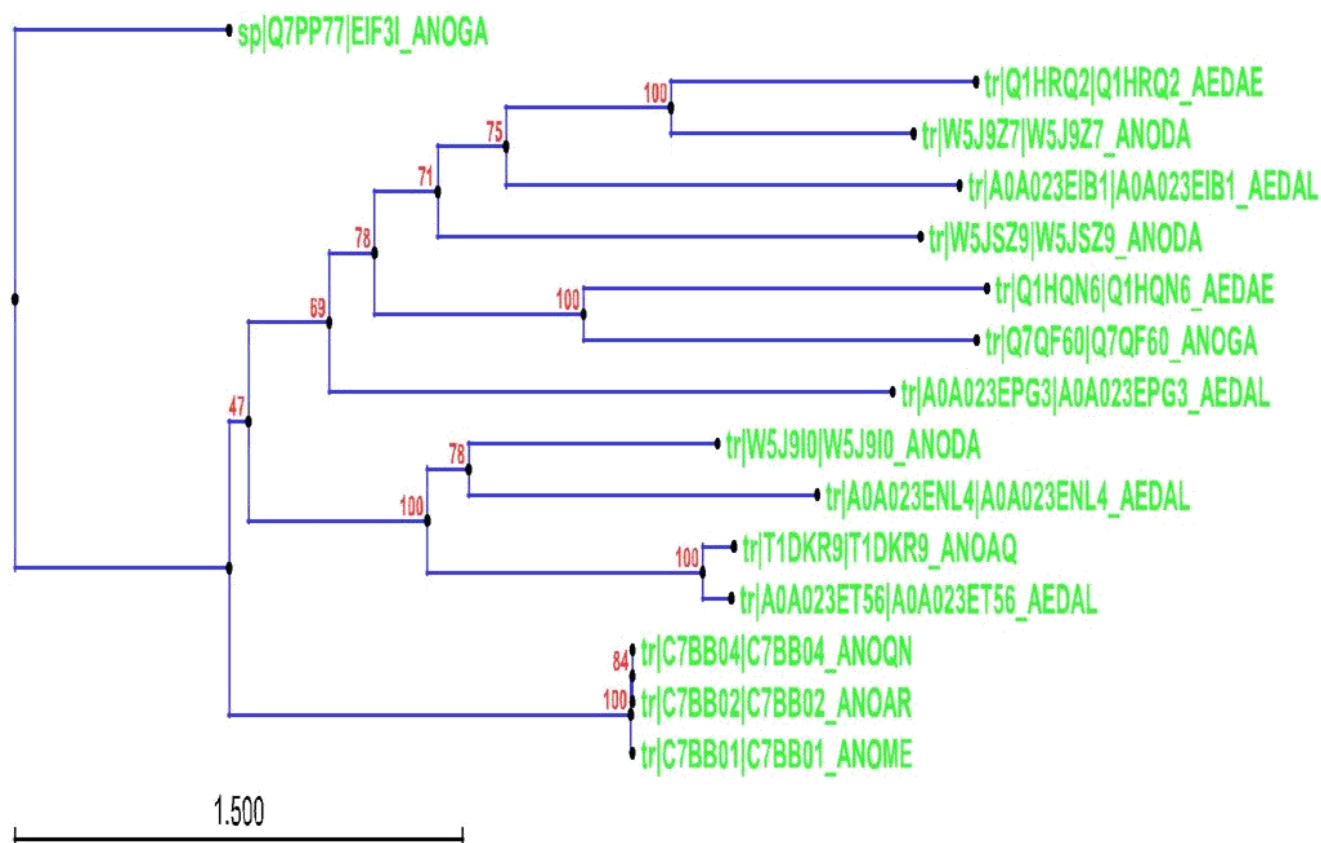 sp|Q7PP77|EIF3I_ANOGA
tr|Q1HRQ2|Q1HRQ2_AEDAE
100
tr|W5J9Z7|W5J9Z7_ANODA
75
tr|A0A023EIB1|A0A023EIB1_AEDAL
71
tr|W5JSZ9|W5JSZ9_ANODA
78
tr|Q1HQN6|Q1HQN6_AEDAE
100
69
tr|Q7QF60|Q7QF60_ANOGA
tr|A0A023EPG3|A0A023EPG3_AEDAL
47
tr|W5J9I0|W5J9I0_ANODA
78
tr|A0A023ENL4|A0A023ENL4_AEDAL
100
tr|T1DKR9|T1DKR9_ANOAQ
100
tr|A0A023ET56|A0A023ET56_AEDAL
tr|C7BB04|C7BB04_ANOQN
84
tr|C7BB02|C7BB02_ANOAR
100
tr|C7BB01|C7BB01_ANOME
1.500